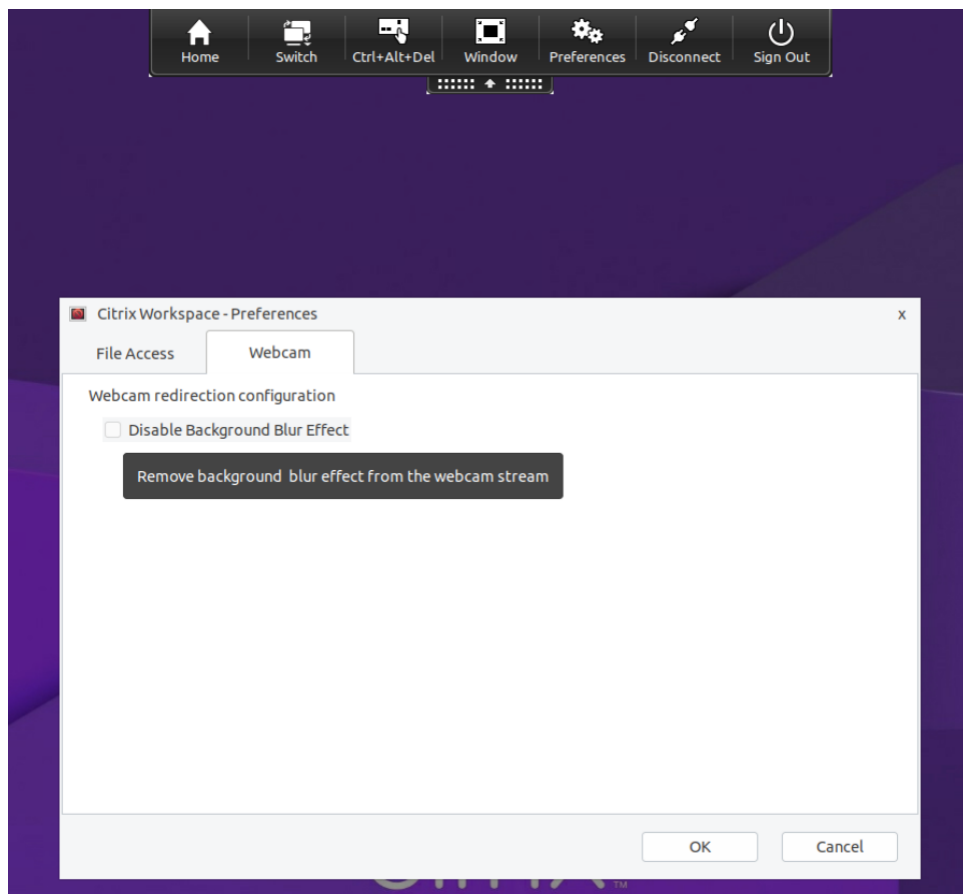 Home Switch Ctrl+Alt+Del Window Preferences Disconnect Sign Out
Citrix Workspace - Preferences x
File Access Webcam
Webcam redirection configuration
Disable Background Blur Effect
Remove background blur effect from the webcam stream
OK Cancel
TM